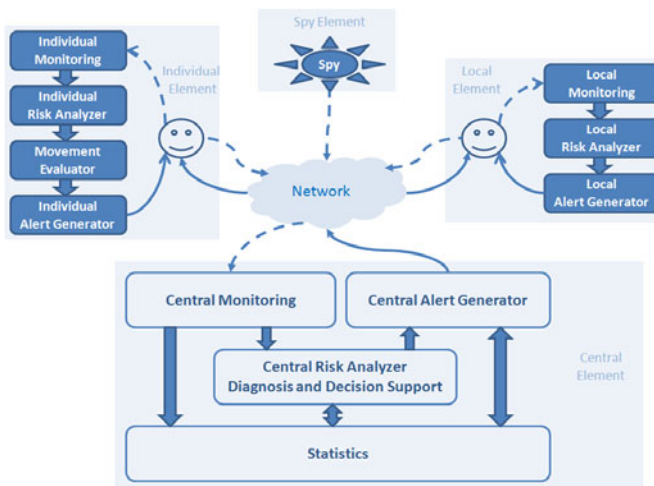 Spy Element
Spy
Individual
Monitoring
Individual
Risk Analyzer
Movement
Evaluator
Individual
Alert Generator
Individual
Element
Local
Element
Local
Monitoring
Local
Risk Analyzer
Local
Alert Generator
Network
Central Monitoring
Central Alert Generator
Central Risk Analyzer
Diagnosis and Decision Support
Central
Element
Statistics